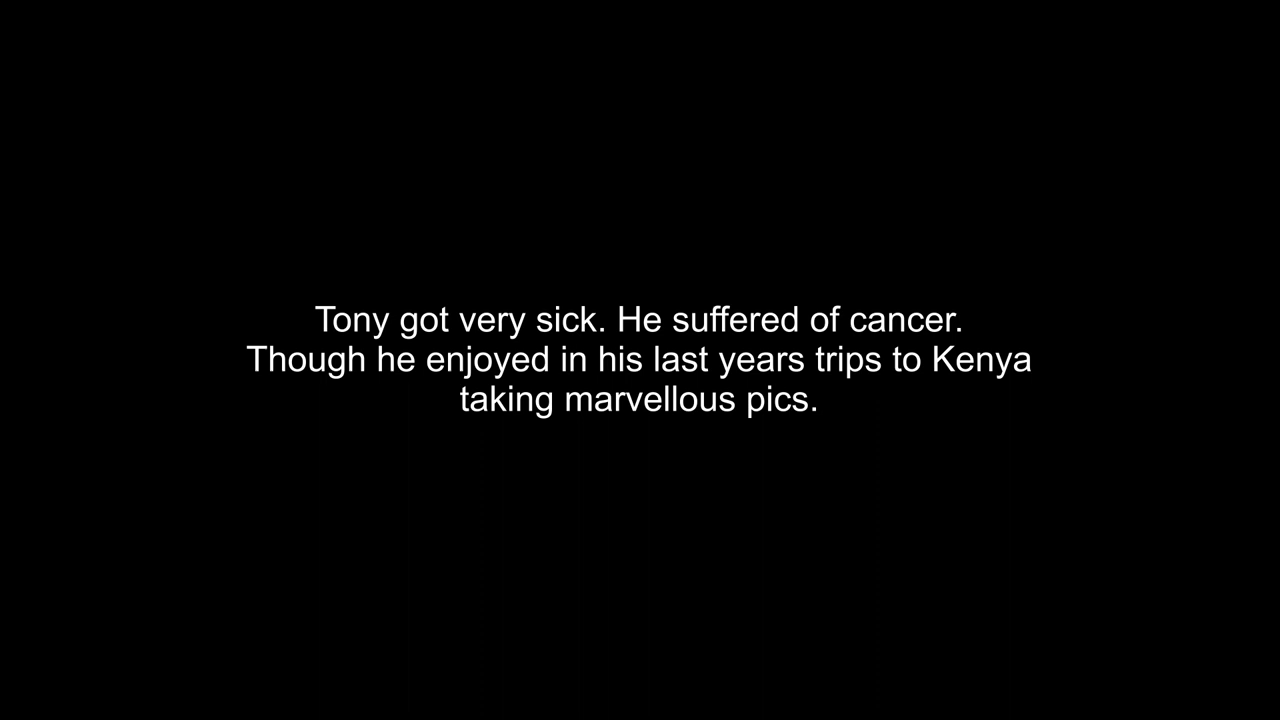 Tony got very sick. He suffered of cancer.
Though he enjoyed in his last years trips to Kenya
taking marvellous pics.